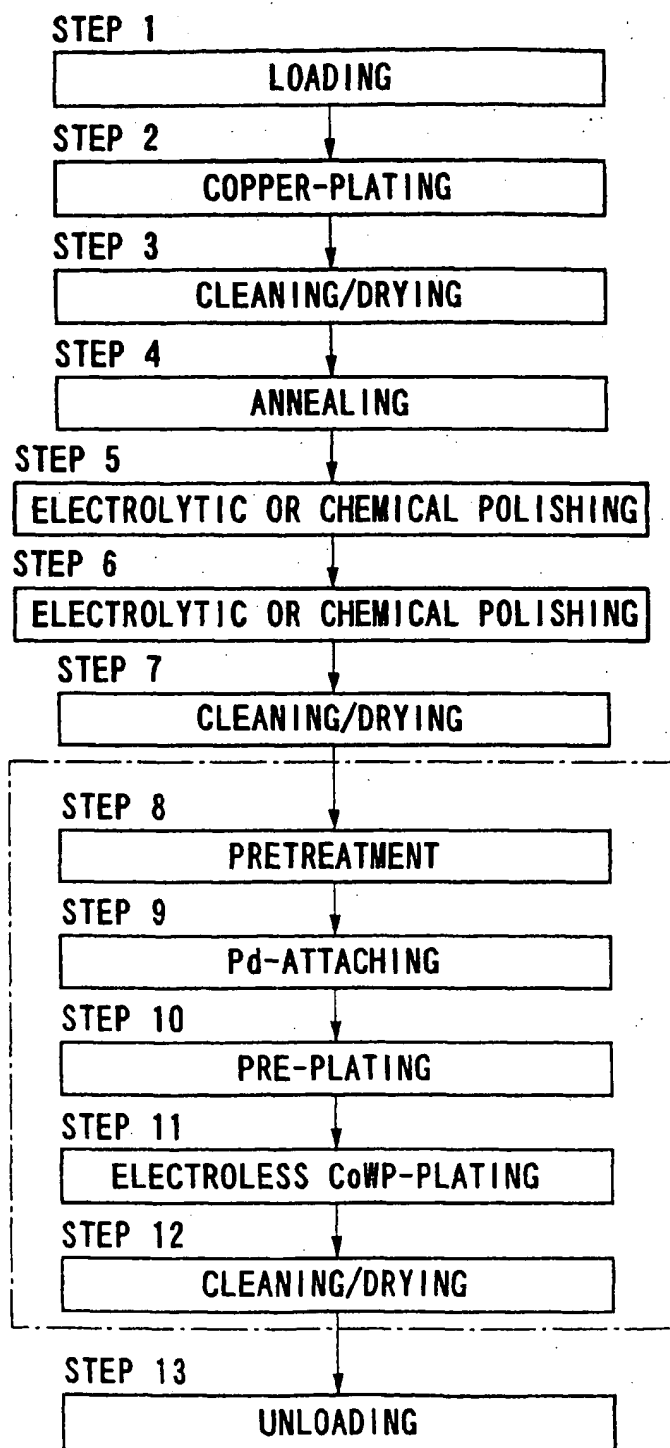 STEP 1
LOADING
STEP 2
COPPER-PLATING
STEP 3
CLEANING/DRYING
STEP 4
ANNEALING
STEP 5
ELECTROLYTIC OR CHEMICAL POLISHING
STEP 6
ELECTROLYTIC OR CHEMICAL POLISHING
STEP 7
CLEANING/DRYING
STEP 8
PRETREATMENT
STEP 9
Pd-ATTACHING
STEP 10
PRE-PLATING
STEP 11
ELECTROLESS CoWP-PLATING
STEP 12
CLEANING/DRYING
STEP 13
UNLOADING